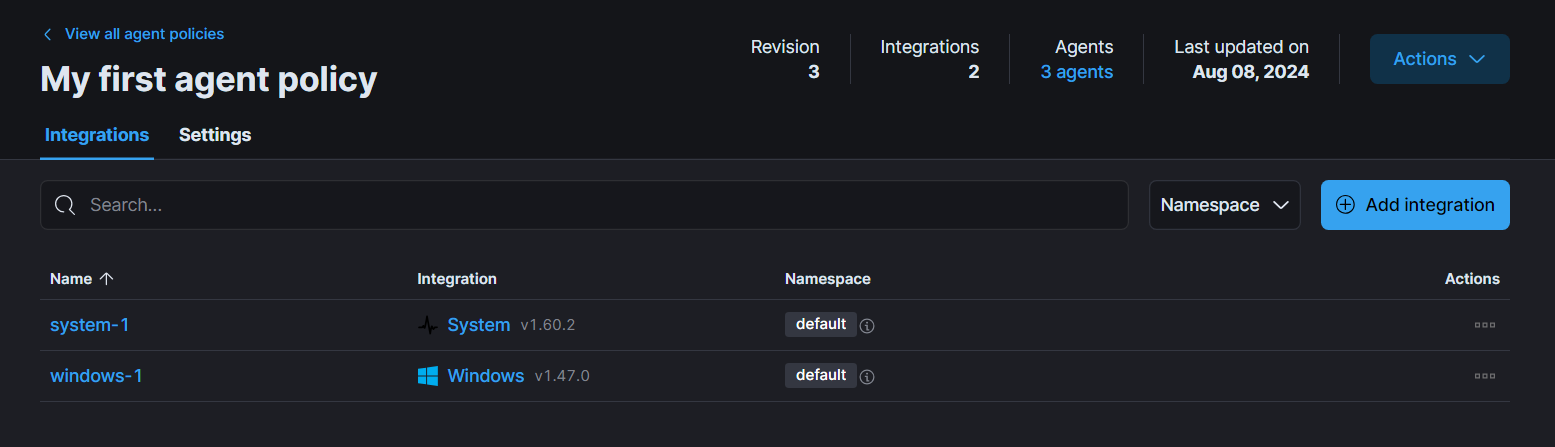 View all agent policies
My first agent policy
Revision
3
Integrations
2
Agents
3 agents
Last updated on
Aug 08, 2024
Actions
Integrations Settings
Search...
Namespace
Add integration
Name Integration Namespace Actions
system-1 System v1.60.2 default
windows-1 Windows v1.47.0 default